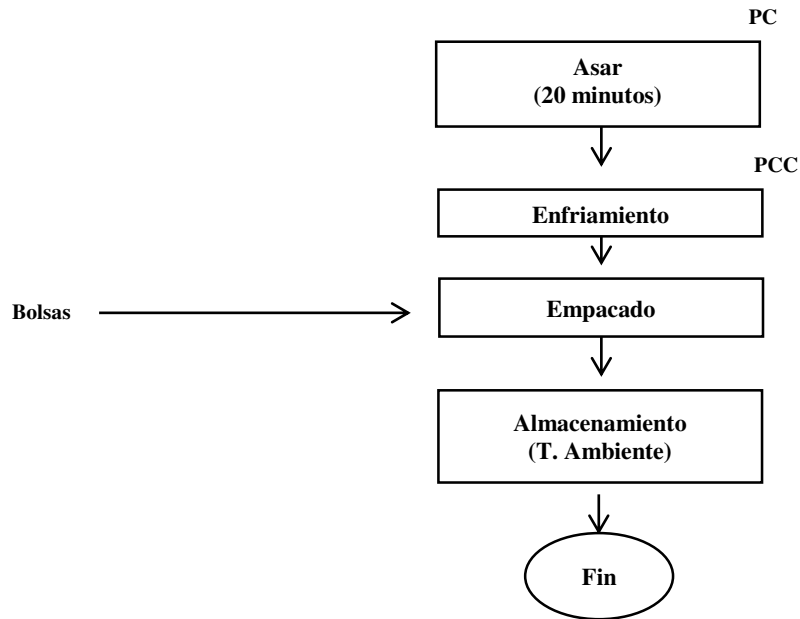 PC
Asar
(20 minutos)
PCC
Enfriamiento
Bolsas
Empacado
Almacenamiento
(T. Ambiente)
Fin